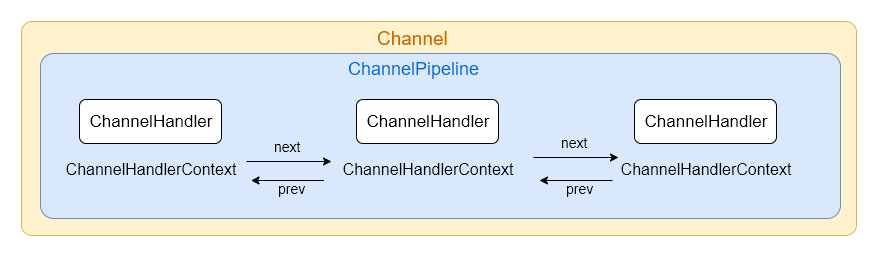 Channel
ChannelPipeline
ChannelHandler ChannelHandler ChannelHandler
next next
ChannelHandlerContext ChannelHandlerContext ChannelHandlerContext
prev prev